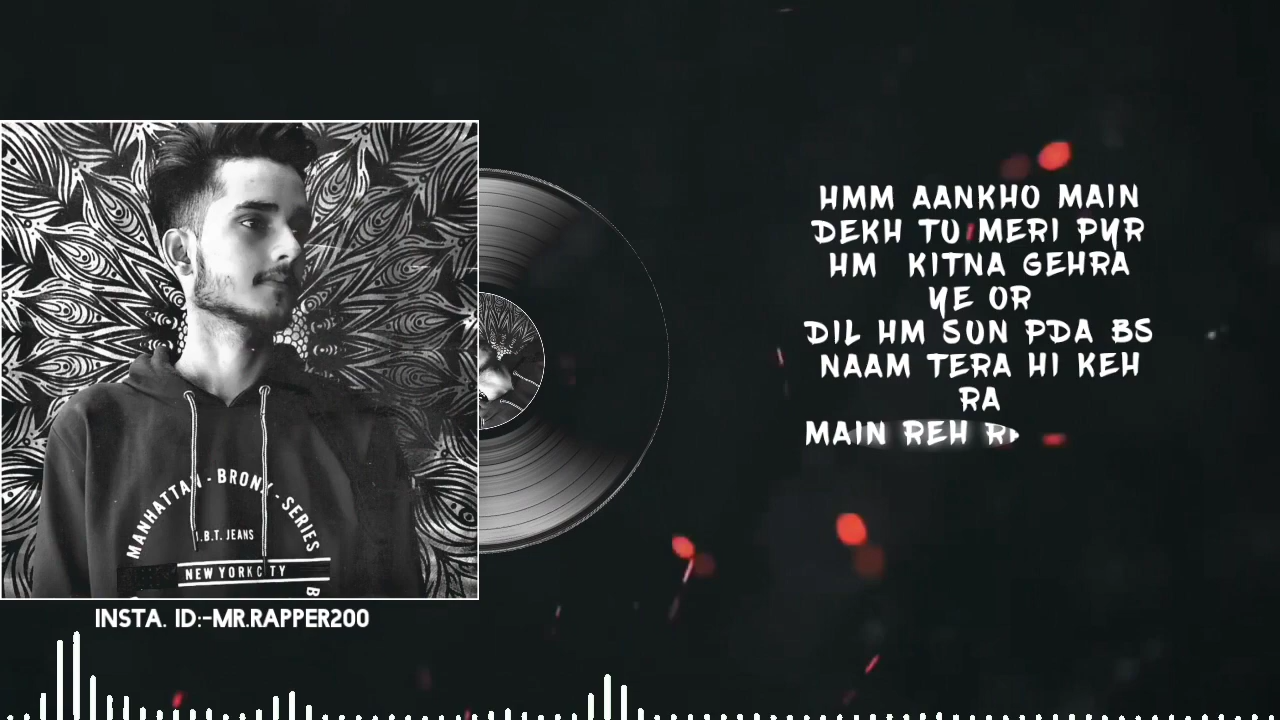 MANHATTAN - BRONX - SERIES
I.B.T. JEANS
NEW YORK CITY
INSTA. ID:-MR.RAPPER200
HMM AANKHO MAIN
DEKH TU MERI PYR
HM KITNA GEHRA
YE OR
DIL HM SUN PDA BS
NAAM TERA HI KEH
RA
MAIN REH